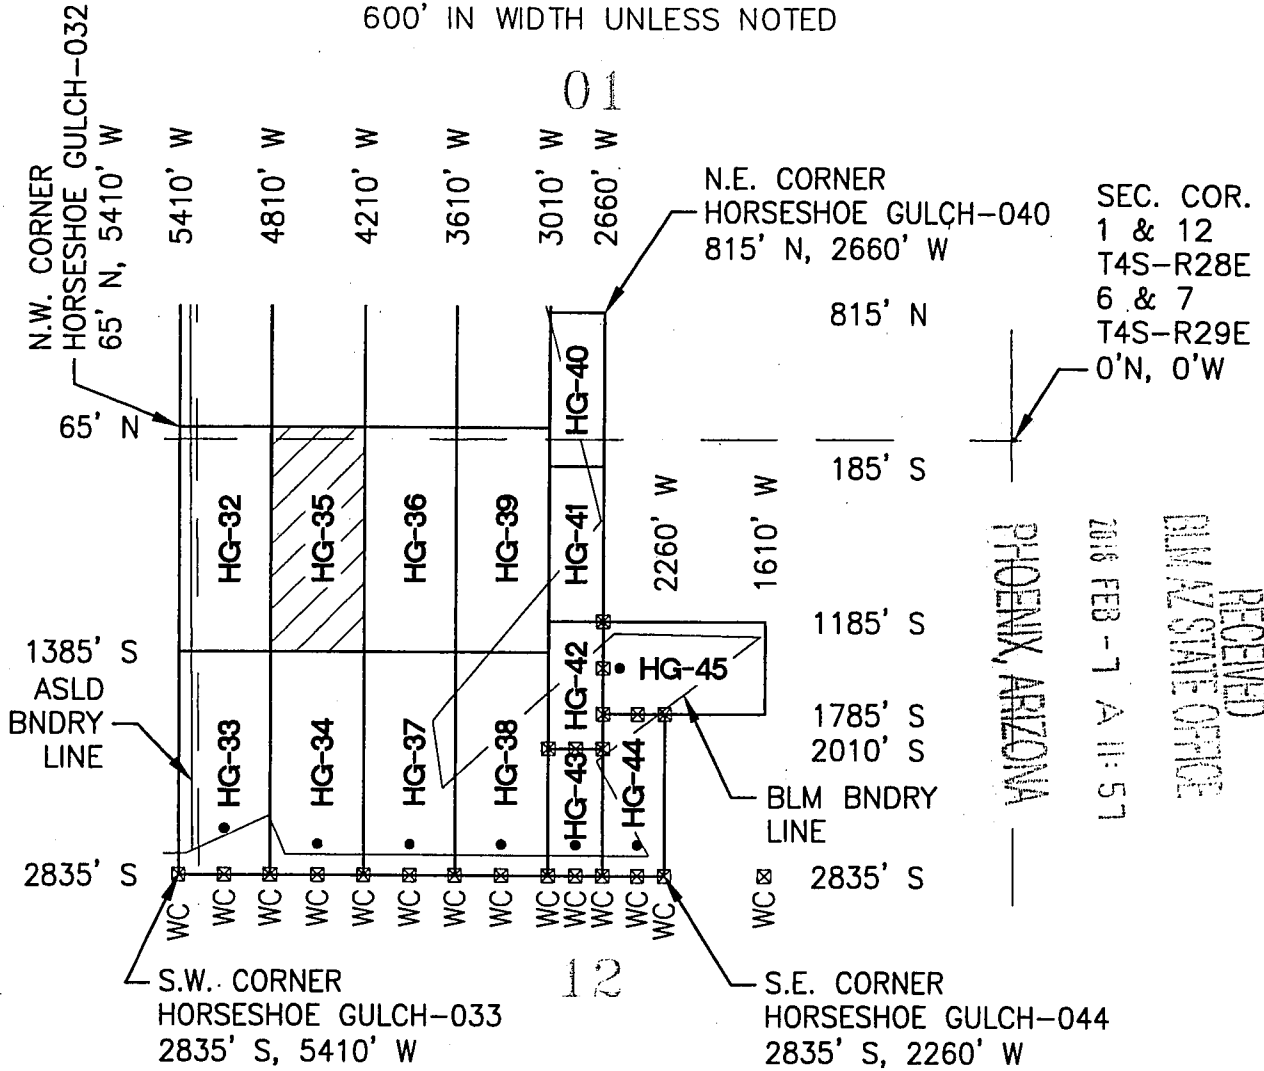 600' IN WIDTH UNLESS NOTED
01
N.W. CORNER
HORSESHOE GULCH-032
65' N, 5410' W
5410' W
4810' W
4210' W
3610' W
3010' W
2660' W
N.E. CORNER
HORSESHOE GULCH-040
815' N, 2660' W
SEC. COR.
1 & 12
T4S-R28E
6 & 7
T4S-R29E
0'N, 0'W
815' N
65' N
185' S
HG-40
HG-32
HG-35
HG-36
HG-39
HG-41
2260' W
1610' W
1185' S
1385' S
ASLD
BNDRY
LINE
HG-42
HG-45
1785' S
2010' S
HG-33
HG-34
HG-37
HG-38
HG-43
HG-44
BLM BNDRY
LINE
2835' S
2835' S
WC
WC
WC
WC
WC
WC
WC
WC
WC
WC
WC
WC
WC
WC
12
S.W. CORNER
HORSESHOE GULCH-033
2835' S, 5410' W
S.E. CORNER
HORSESHOE GULCH-044
2835' S, 2260' W
RECEIVED
BLM AZ STATE OFFICE
FEB -7 A 11:57
PHOENIX, ARIZONA